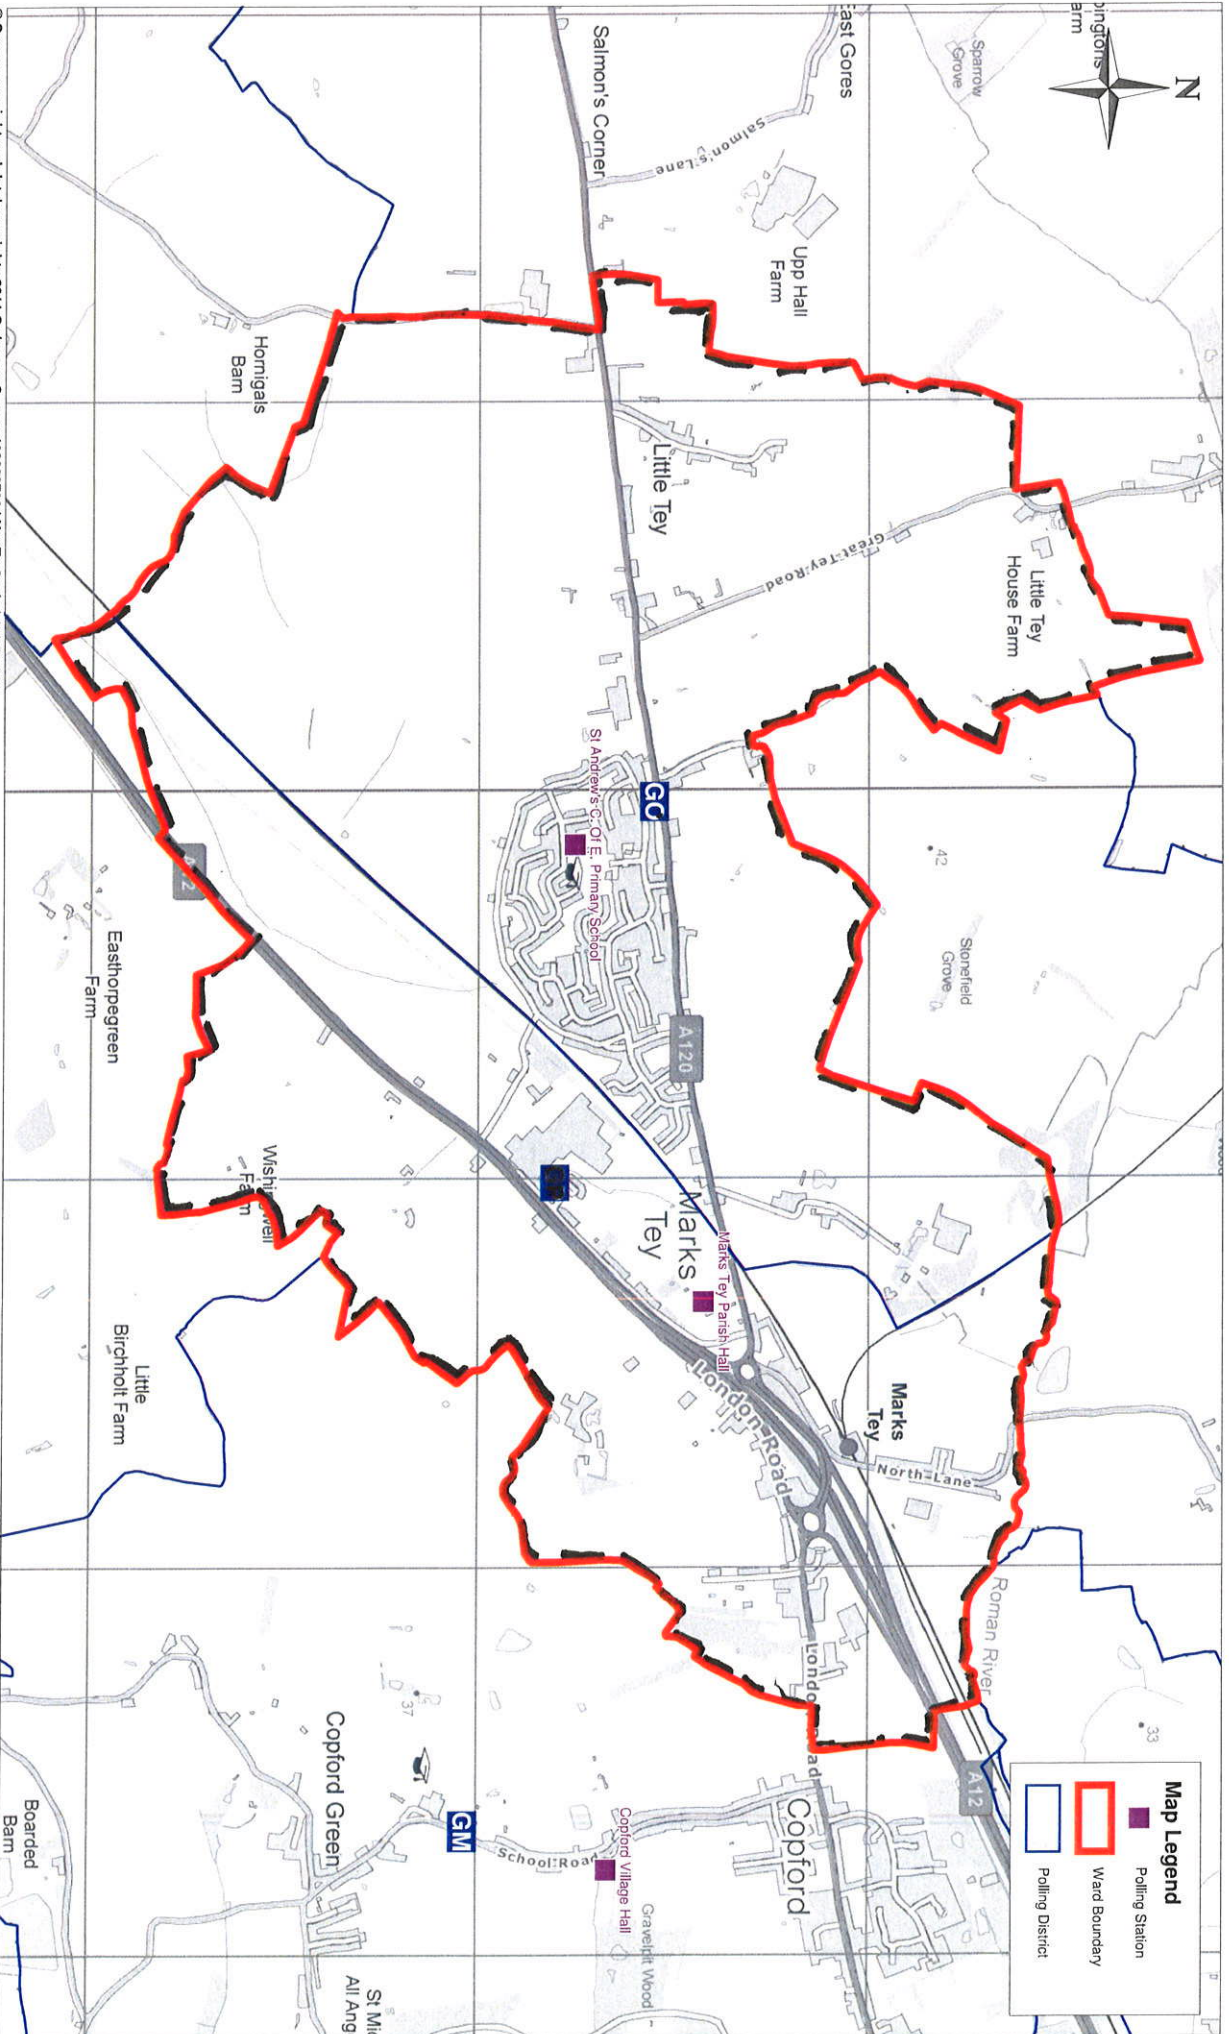 N
Sparrow
Grove
East Gores
Salmon's Corner
Salmon's Lane
Upp Hall
Farm
Hornigals
Barn
Little Tey
Great Tey Road
Little Tey
House Farm
GC
St Andrew's C. Of E. Primary School
42
Stonefield
Grove
A120
Easthorpegreen
Farm
Marks
Tey
Marks Tey Parish Hall
Little
Birchholt Farm
London Road
Marks
Tey
North Lane
Roman River
London Road
33
A12
37
Copford Green
GM
School Road
Copford Village Hall
Copford
Gravelpit Wood
Boarded
Barn
Map Legend
Polling Station
Ward Boundary
Polling District